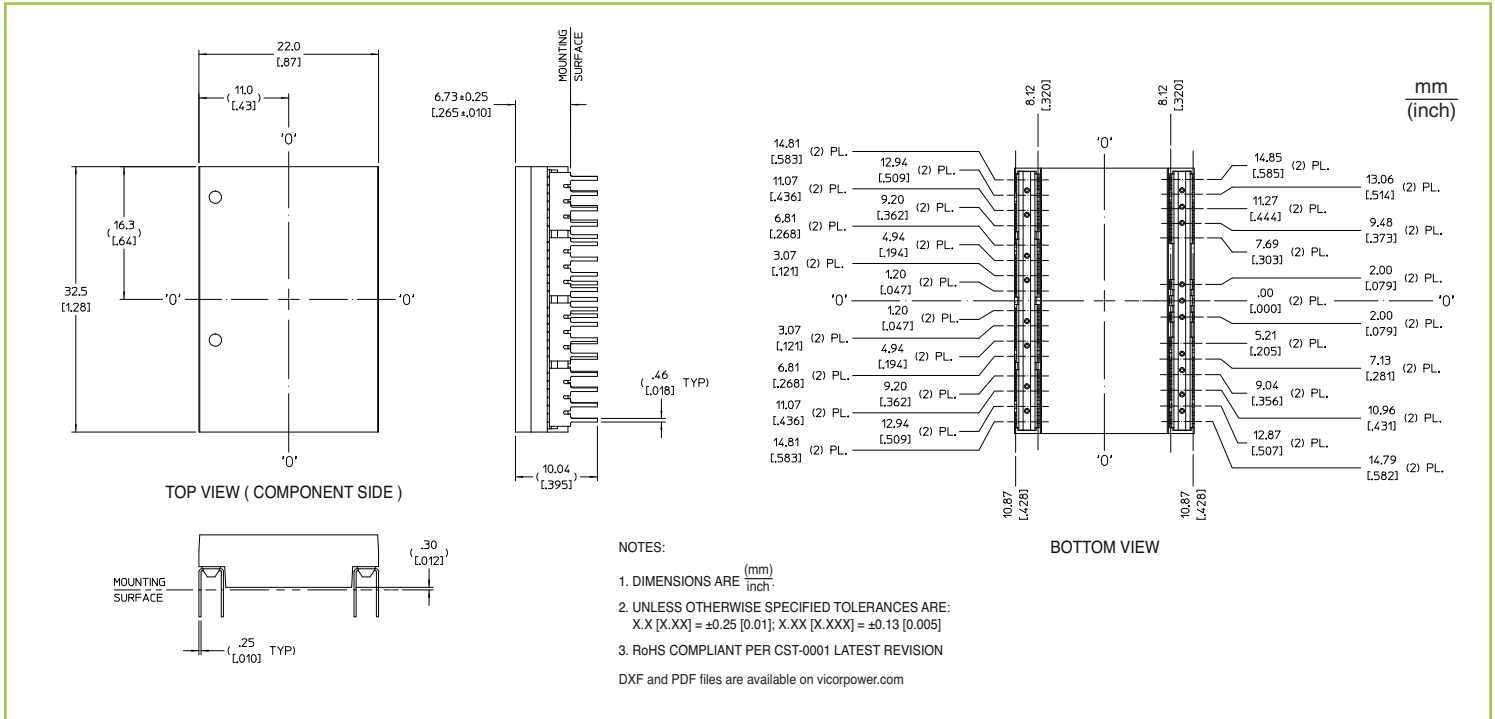 22.0
[.87]
(11.0)
([.43])
'0'
(16.3)
([.64])
32.5
[1.28]
'0'
'0'
'0'
TOP VIEW ( COMPONENT SIDE )
MOUNTING
SURFACE
6.73±0.25
[.265±.010]
(.46 TYP)
([.018] TYP)
(10.04)
([.395])
MOUNTING
SURFACE
(.30)
([.012])
(.25 TYP)
([.010] TYP)
NOTES:
1. DIMENSIONS ARE (mm)
inch.
2. UNLESS OTHERWISE SPECIFIED TOLERANCES ARE:
X.X [X.XX] = ±0.25 [0.01]; X.XX [X.XXX] = ±0.13 [0.005]
3. RoHS COMPLIANT PER CST-0001 LATEST REVISION
DXF and PDF files are available on vicorpower.com
mm
(inch)
8.12
[.320]
8.12
[.320]
'0'
14.81
[.583] (2) PL.
12.94
[.509] (2) PL.
11.07
[.436] (2) PL.
9.20
[.362] (2) PL.
6.81
[.268] (2) PL.
4.94
[.194] (2) PL.
3.07
[.121] (2) PL.
1.20
[.047] (2) PL.
'0'
1.20
[.047] (2) PL.
3.07
[.121] (2) PL.
4.94
[.194] (2) PL.
6.81
[.268] (2) PL.
9.20
[.362] (2) PL.
11.07
[.436] (2) PL.
12.94
[.509] (2) PL.
14.81
[.583] (2) PL.
14.85
[.585] (2) PL.
13.06
[.514] (2) PL.
11.27
[.444] (2) PL.
9.48
[.373] (2) PL.
7.69
[.303] (2) PL.
2.00
[.079] (2) PL.
.00
[.000] (2) PL.
'0'
2.00
[.079] (2) PL.
5.21
[.205] (2) PL.
7.13
[.281] (2) PL.
9.04
[.356] (2) PL.
10.96
[.431] (2) PL.
12.87
[.507] (2) PL.
14.79
[.582] (2) PL.
'0'
10.87
[.428]
10.87
[.428]
BOTTOM VIEW